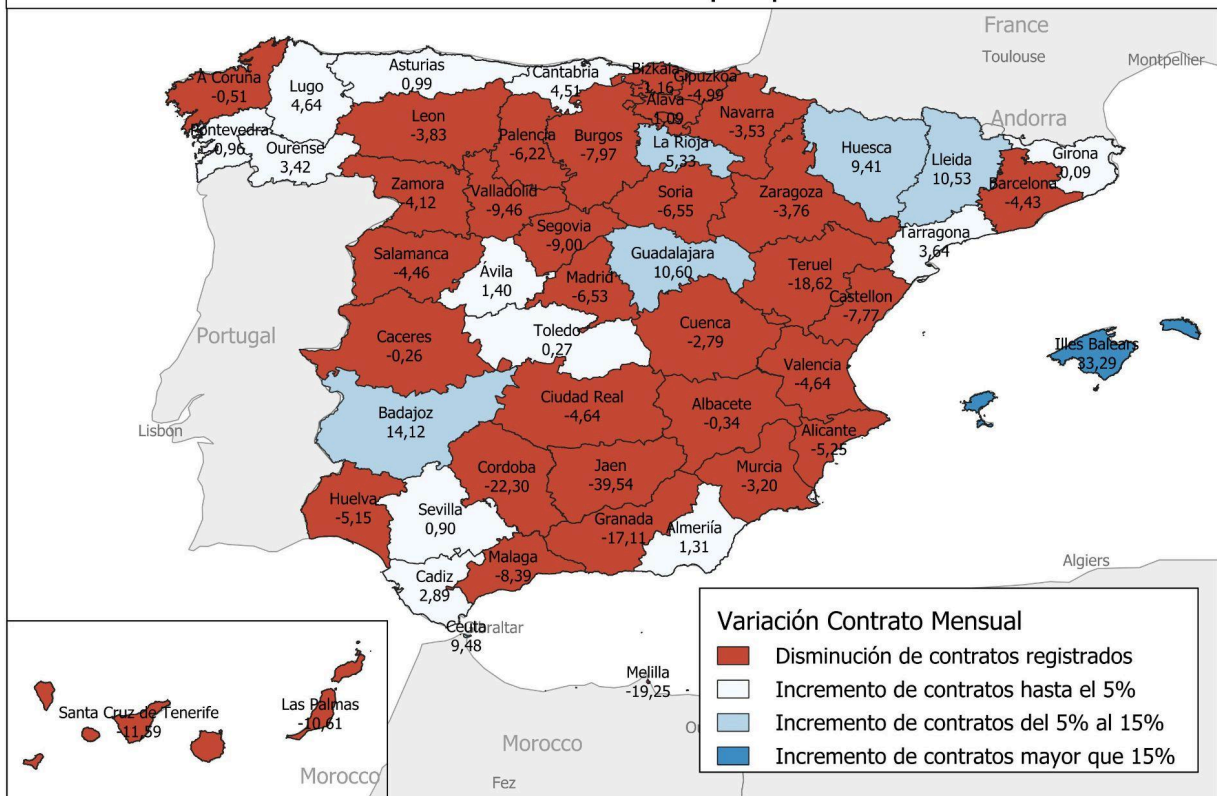 France
Toulouse
Montpellier
Andorra
A Coruña
-0,51
Lugo
4,64
Asturias
0,99
Cantabria
4,51
Bizkaia
-1,16
Gipuzkoa
-4,99
Alava
-1,09
Navarra
-3,53
Pontevedra
0,96
Ourense
3,42
Leon
-3,83
Palencia
-6,22
Burgos
-7,97
La Rioja
5,33
Huesca
9,41
Lleida
10,53
Girona
0,09
Barcelona
-4,43
Zamora
-4,12
Valladolid
-9,46
Soria
-6,55
Zaragoza
-3,76
Tarragona
3,64
Segovia
-9,00
Salamanca
-4,46
Ávila
1,40
Madrid
-6,53
Guadalajara
10,60
Teruel
-18,62
Castellon
-7,77
Portugal
Caceres
-0,26
Toledo
0,27
Cuenca
-2,79
Valencia
-4,64
Illes Balears
33,29
Lisbon
Badajoz
14,12
Ciudad Real
-4,64
Albacete
-0,34
Alicante
-5,25
Huelva
-5,15
Sevilla
0,90
Cordoba
-22,30
Jaen
-39,54
Murcia
-3,20
Granada
-17,11
Almeriía
1,31
Malaga
-8,39
Cadiz
2,89
Ceuta
9,48
Gibraltar
Algiers
Melilla
-19,25
Morocco
Fez
Santa Cruz de Tenerife
-11,59
Las Palmas
-10,61
Morocco
Variación Contrato Mensual
Disminución de contratos registrados
Incremento de contratos hasta el 5%
Incremento de contratos del 5% al 15%
Incremento de contratos mayor que 15%